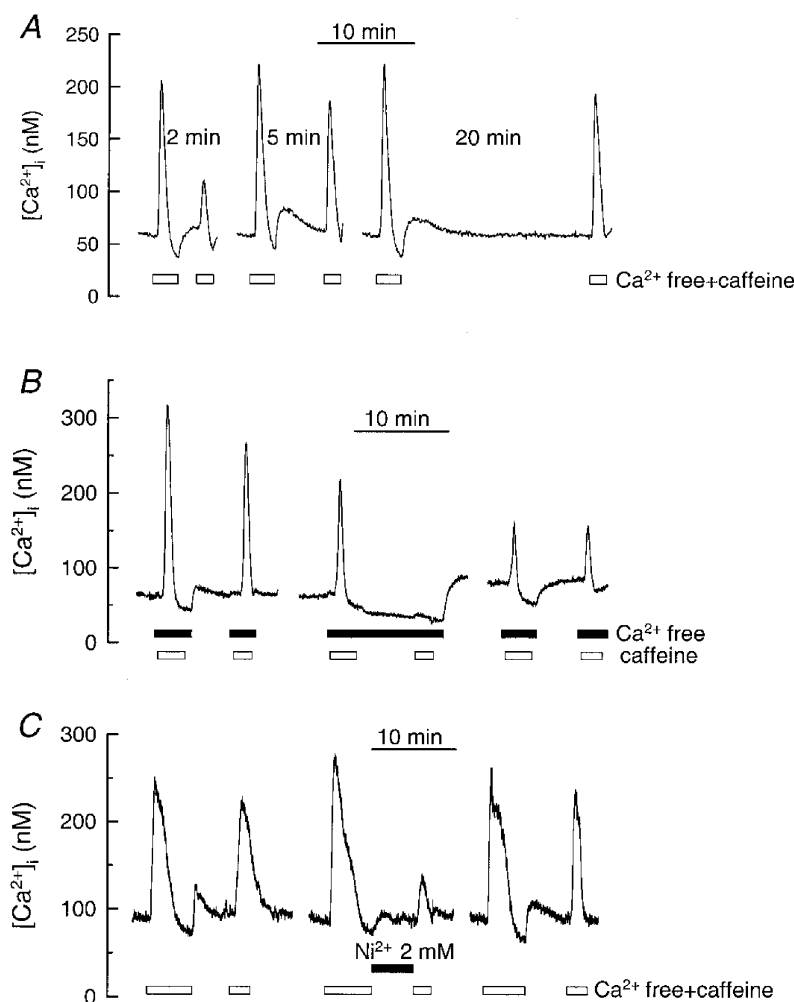 A
10 min
250
200
150
100
50
0
[Ca²⁺]ᵢ (nM)
2 min
5 min
20 min
Ca²⁺ free+caffeine
B
10 min
300
200
100
0
[Ca²⁺]ᵢ (nM)
Ca²⁺ free
caffeine
C
10 min
300
200
100
0
[Ca²⁺]ᵢ (nM)
Ni²⁺ 2 mM
Ca²⁺ free+caffeine